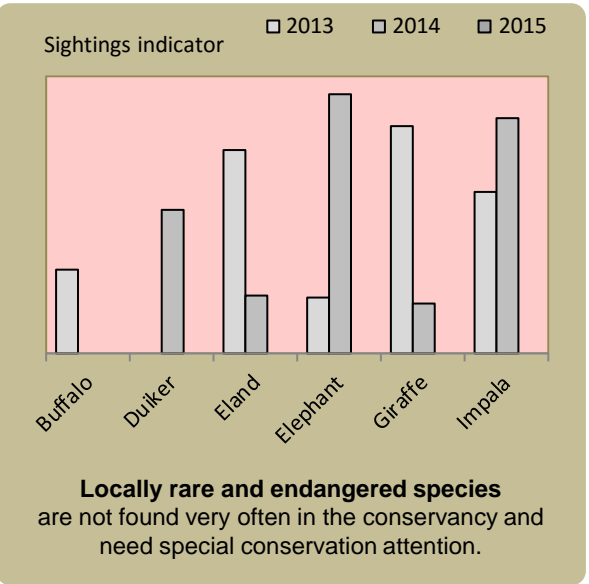 2013 2014 2015
Sightings indicator
Buffalo Duiker Eland Elephant Giraffe Impala
Locally rare and endangered species
are not found very often in the conservancy and
need special conservation attention.